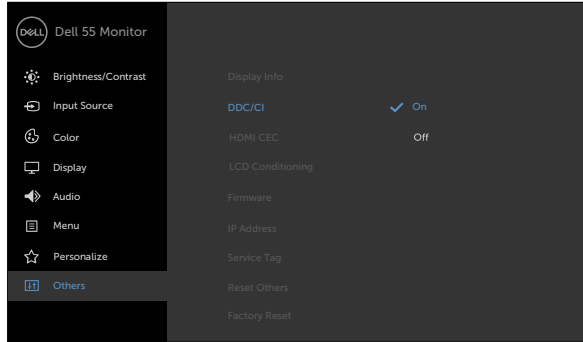 DELL Dell 55 Monitor
Brightness/Contrast
Input Source
Color
Display
Audio
Menu
Personalize
Others
Display Info
DDC/CI
On
HDMI CEC
Off
LCD Conditioning
Firmware
IP Address
Service Tag
Reset Others
Factory Reset